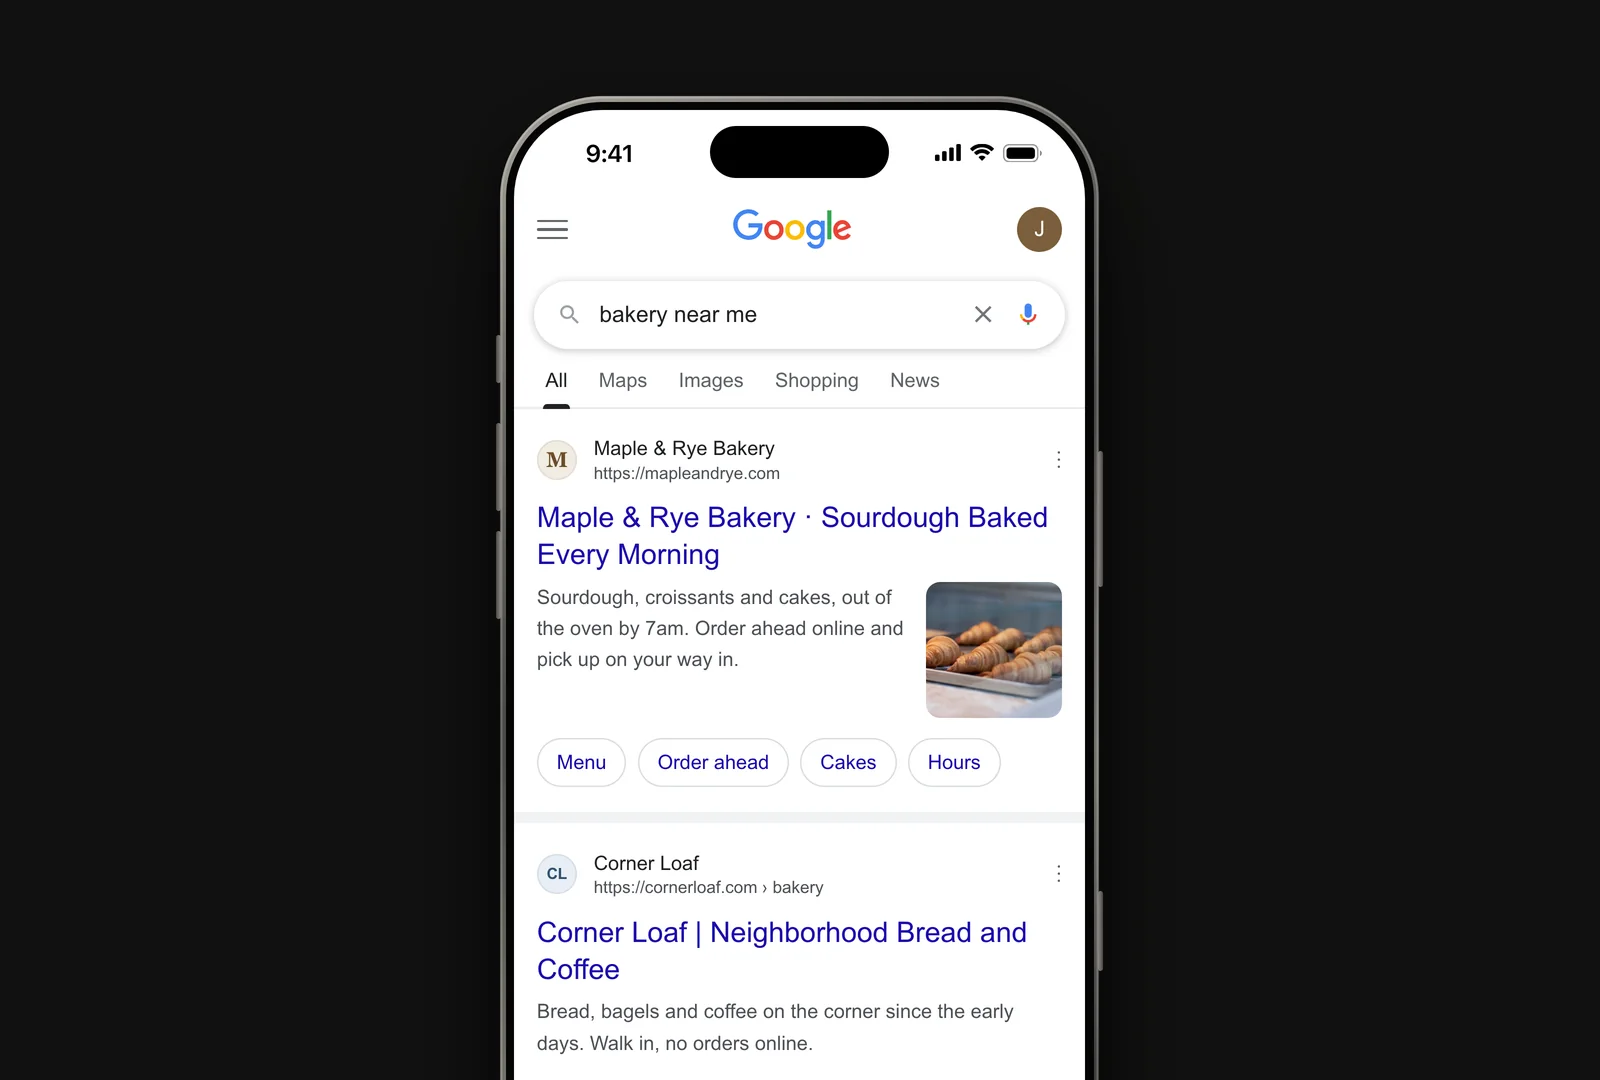 9:41
Google
J
bakery near me
All Maps Images Shopping News
M
Maple & Rye Bakery
https://mapleandrye.com
Maple & Rye Bakery · Sourdough Baked
Every Morning
Sourdough, croissants and cakes, out of
the oven by 7am. Order ahead online and
pick up on your way in.
Menu Order ahead Cakes Hours
CL
Corner Loaf
https://cornerloaf.com › bakery
Corner Loaf | Neighborhood Bread and
Coffee
Bread, bagels and coffee on the corner since the early
days. Walk in, no orders online.